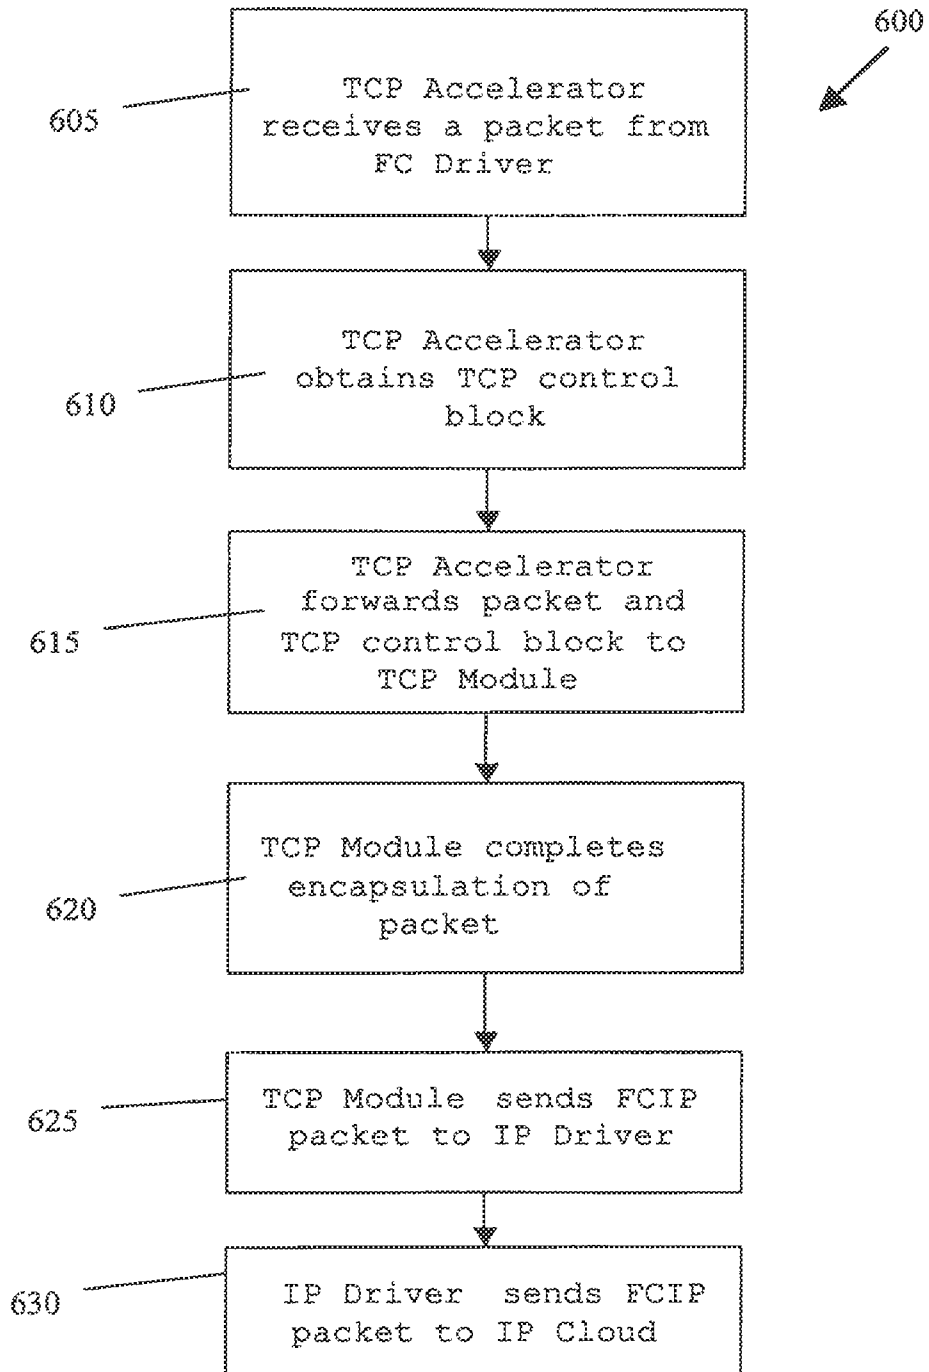 600
605
TCP Accelerator
receives a packet from
FC Driver
610
TCP Accelerator
obtains TCP control
block
615
TCP Accelerator
forwards packet and
TCP control block to
TCP Module
620
TCP Module completes
encapsulation of
packet
625
TCP Module sends FCIP
packet to IP Driver
630
IP Driver sends FCIP
packet to IP Cloud